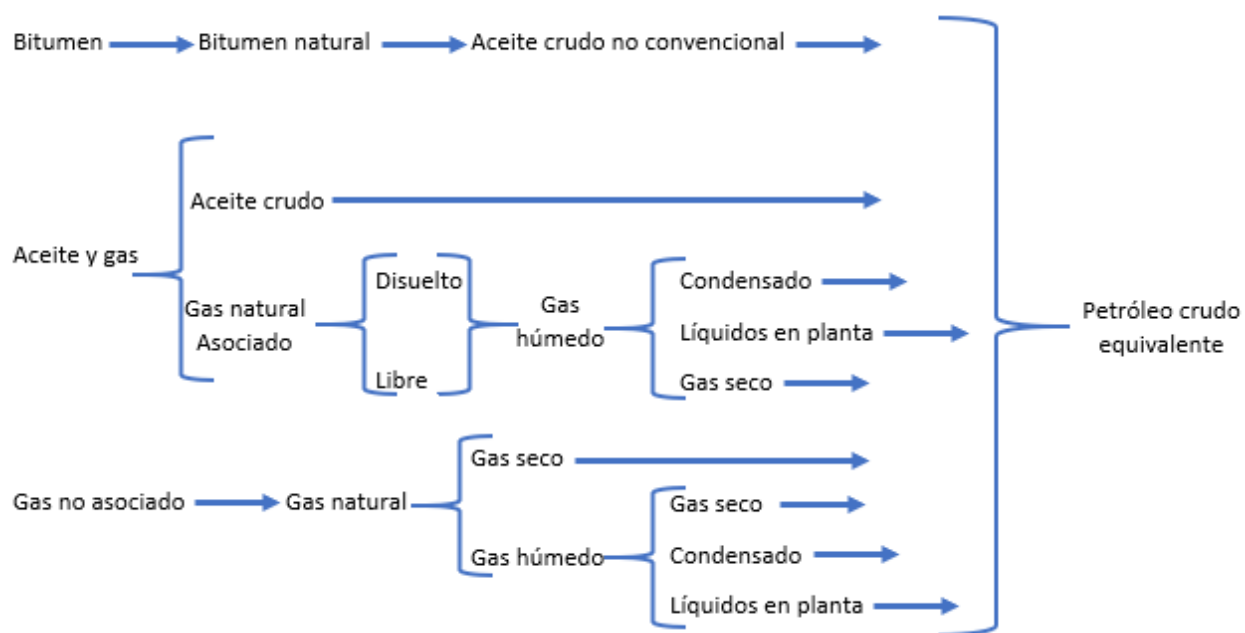 Bitumen
Bitumen natural
Aceite crudo no convencional
Aceite y gas
Aceite crudo
Gas natural
Asociado
Disuelto
Libre
Gas
húmedo
Condensado
Líquidos en planta
Gas seco
Petróleo crudo
equivalente
Gas no asociado
Gas natural
Gas seco
Gas húmedo
Gas seco
Condensado
Líquidos en planta